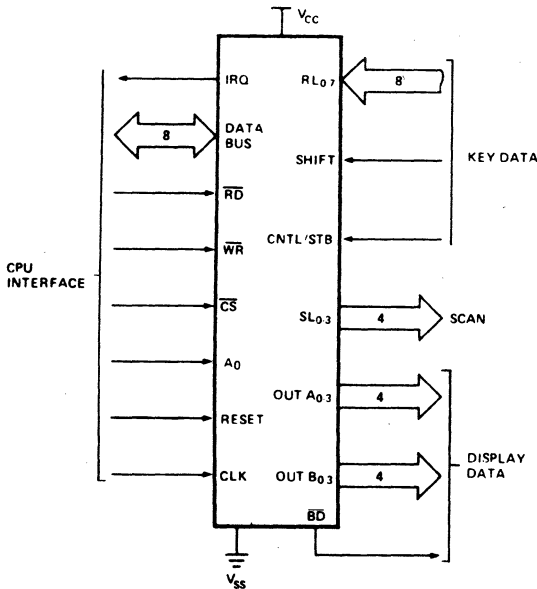 VCC
IRQ
RL0-7
8
8
DATA
BUS
SHIFT
KEY DATA
RD
CNTL/STB
WR
CPU
INTERFACE
CS
SL0-3
4
SCAN
A0
OUT A0-3
4
RESET
DISPLAY
DATA
CLK
OUT B0-3
4
BD
VSS